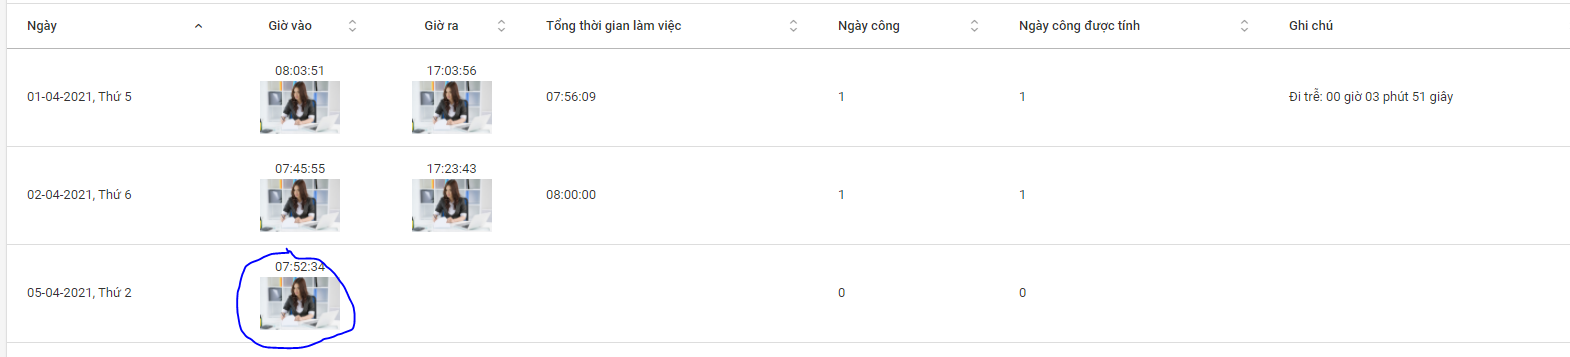 Ngày Giờ vào Giờ ra Tổng thời gian làm việc Ngày công Ngày công được tính Ghi chú
08:03:51 17:03:56
01-04-2021, Thứ 5 07:56:09 1 1 Đi trễ: 00 giờ 03 phút 51 giây
07:45:55 17:23:43
02-04-2021, Thứ 6 08:00:00 1 1
07:52:34
05-04-2021, Thứ 2 0 0